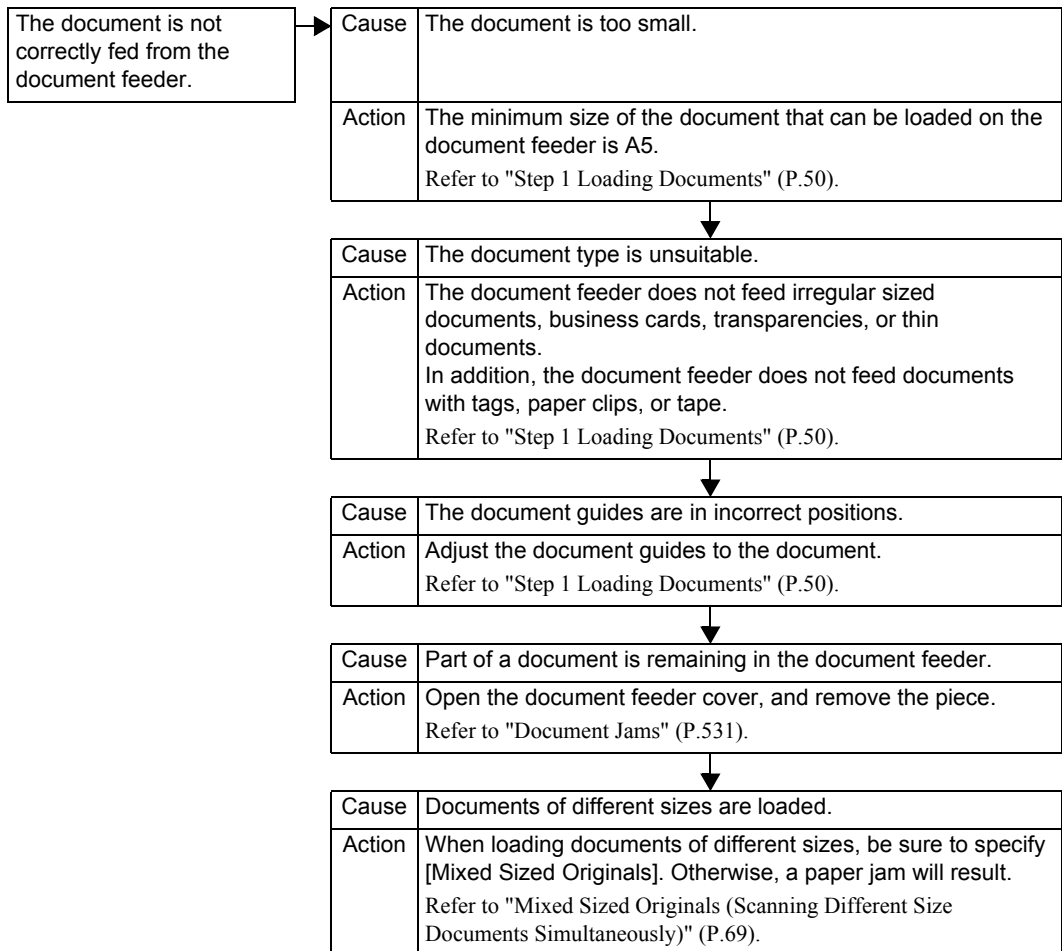 The document is not
correctly fed from the
document feeder.
Cause The document is too small.
Action The minimum size of the document that can be loaded on the
document feeder is A5.
Refer to "Step 1 Loading Documents" (P.50).
Cause The document type is unsuitable.
Action The document feeder does not feed irregular sized
documents, business cards, transparencies, or thin
documents.
In addition, the document feeder does not feed documents
with tags, paper clips, or tape.
Refer to "Step 1 Loading Documents" (P.50).
Cause The document guides are in incorrect positions.
Action Adjust the document guides to the document.
Refer to "Step 1 Loading Documents" (P.50).
Cause Part of a document is remaining in the document feeder.
Action Open the document feeder cover, and remove the piece.
Refer to "Document Jams" (P.531).
Cause Documents of different sizes are loaded.
Action When loading documents of different sizes, be sure to specify
[Mixed Sized Originals]. Otherwise, a paper jam will result.
Refer to "Mixed Sized Originals (Scanning Different Size
Documents Simultaneously)" (P.69).